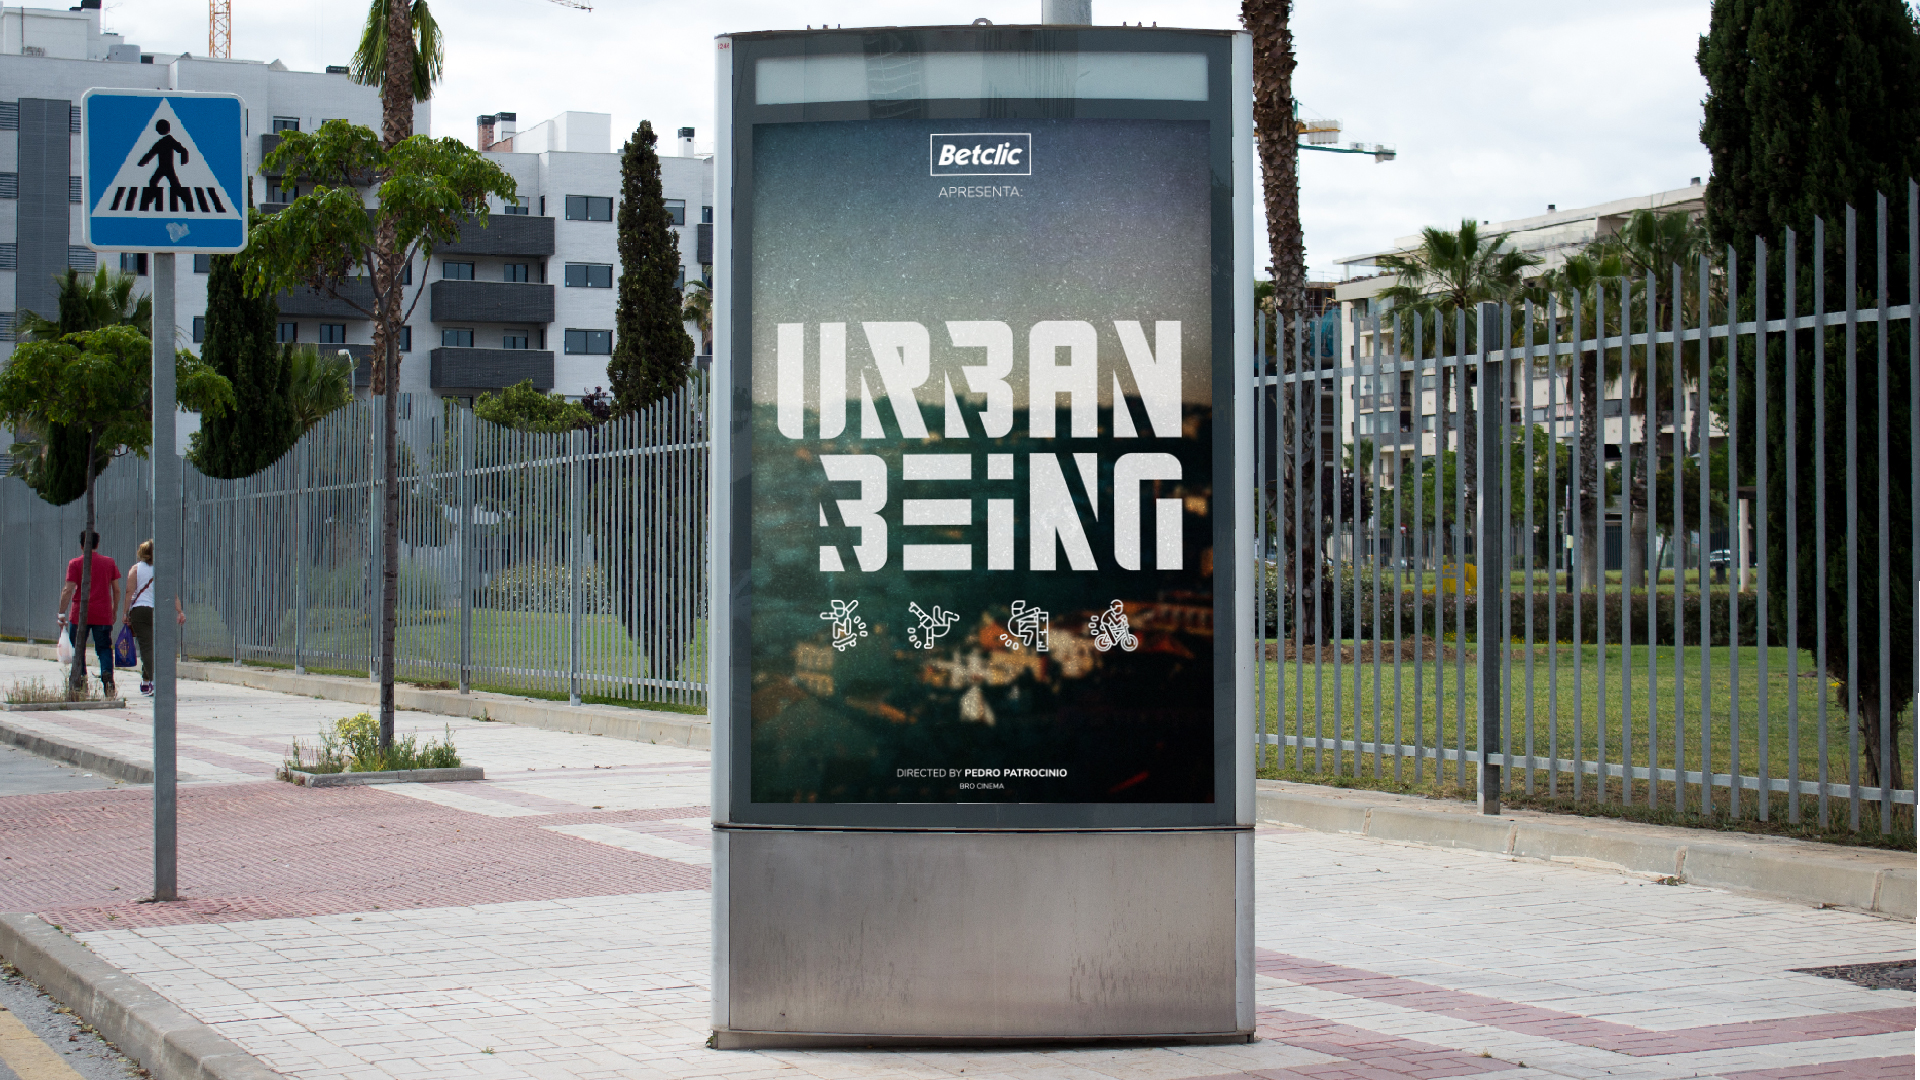 Betclic
APRESENTA:
URBAN
BEING
DIRECTED BY PEDRO PATROCINIO
BRO CINEMA